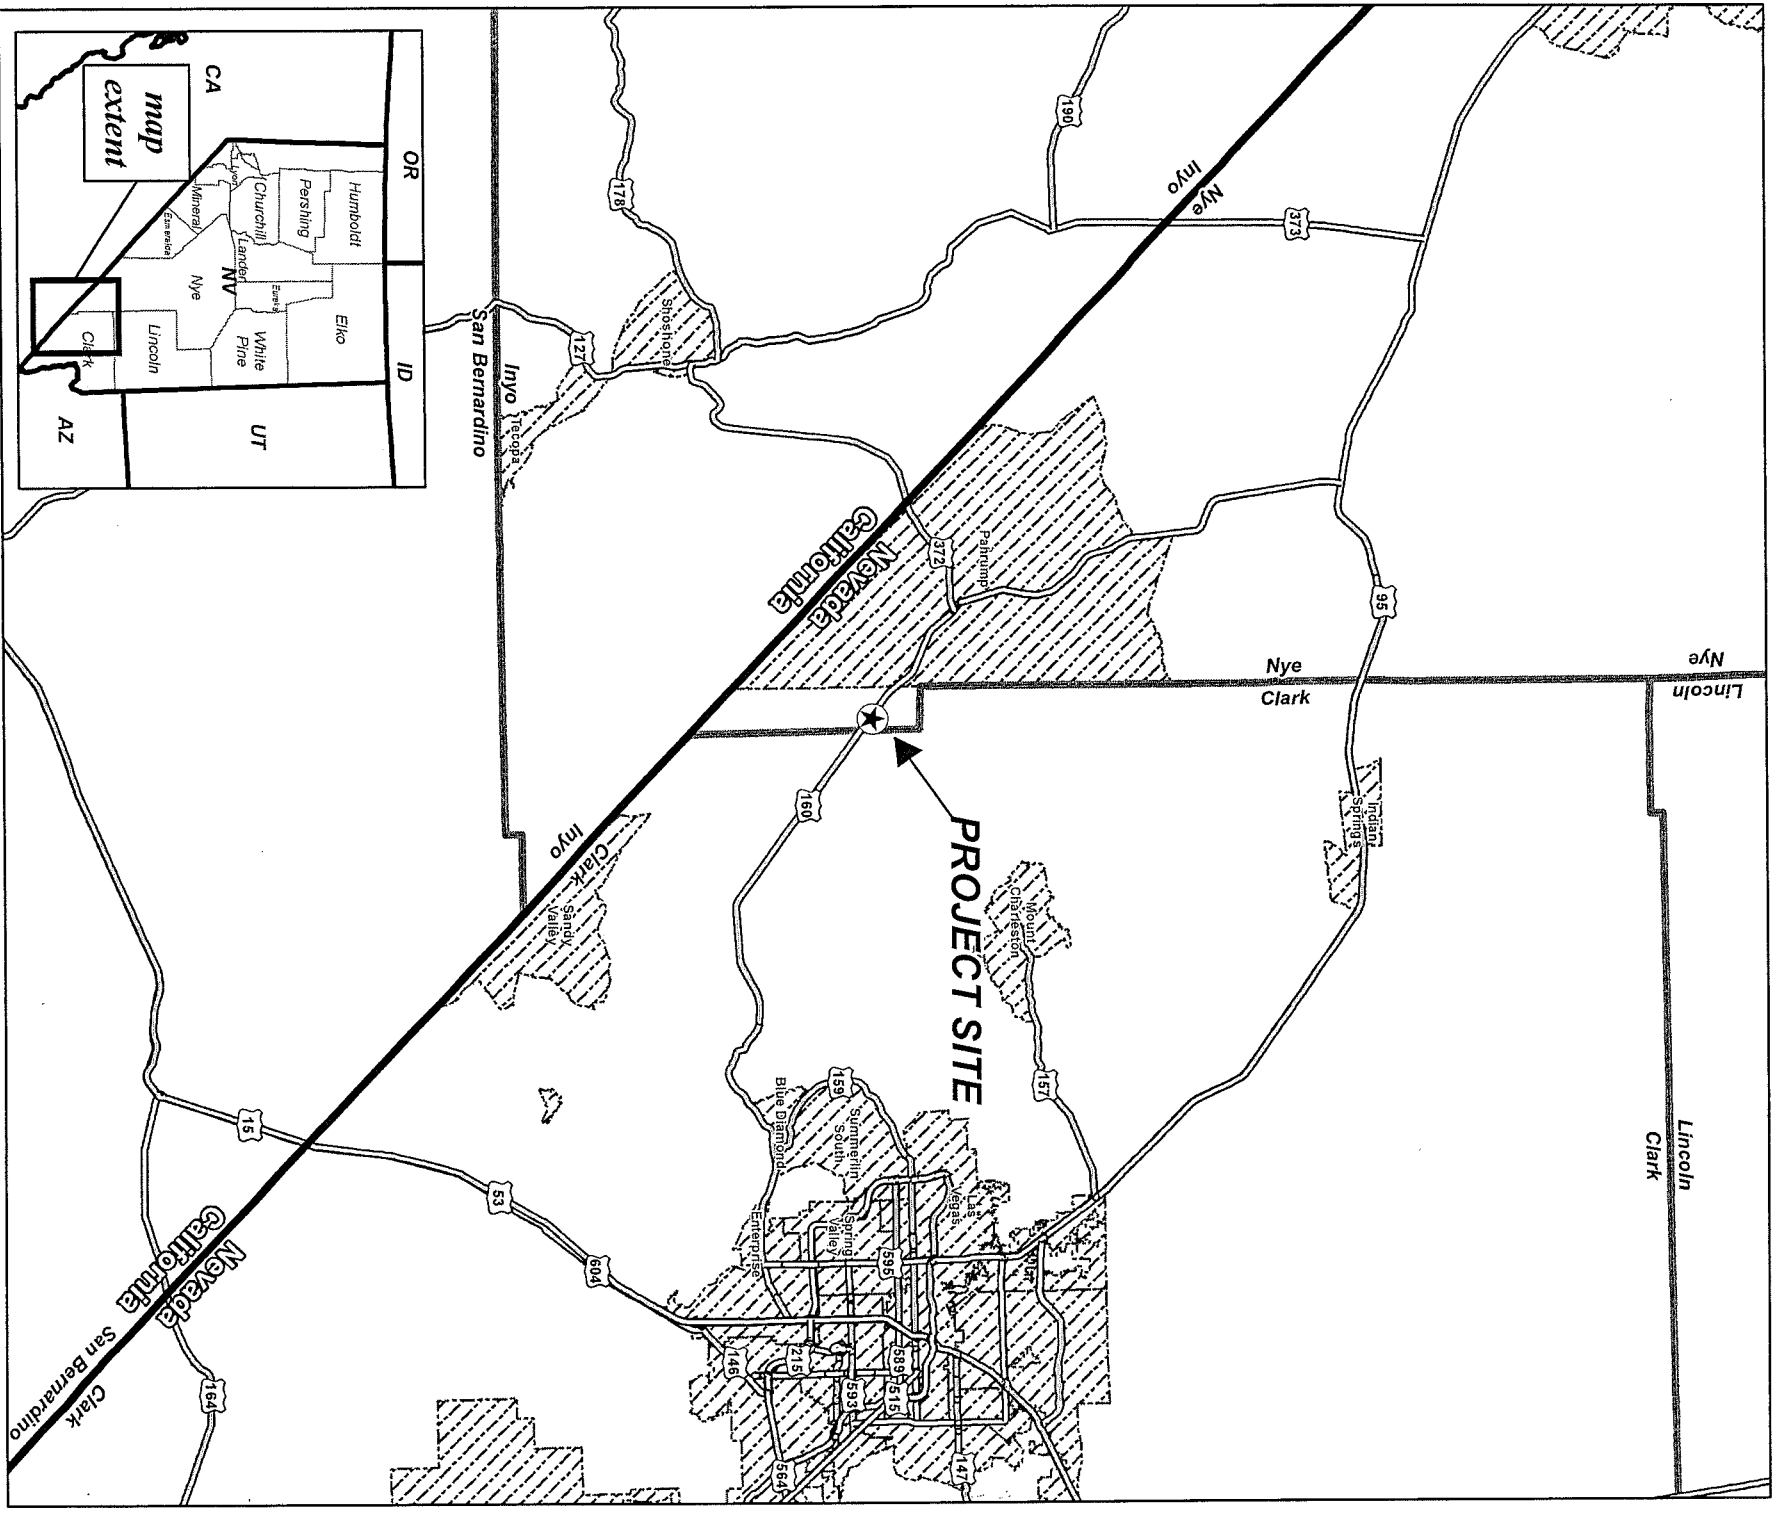 OR
ID
CA
NV
UT
AZ
Humboldt
Elko
Pershing
Churchill
Lander
Eureka
White
Pine
Lyon
Mineral
Esmeralda
Nye
Lincoln
Clark
map
extent
Nye
Lincoln
Lincoln
Clark
Nye
Clark
Nye
Inyo
373
190
178
127
95
372
160
Shoshone
Tecopa
Inyo
San Bernardino
Pahrump
Nevada
California
Indian
Springs
PROJECT SITE
Mount
Charleston
157
Clark
Inyo
Sandy
Valley
159
Summerlin
South
Blue Diamond
Las
Vegas
Spring
Valley
Enterprise
595
589
515
593
215
146
564
147
604
53
15
164
Nevada
California
Clark
San Bernardino